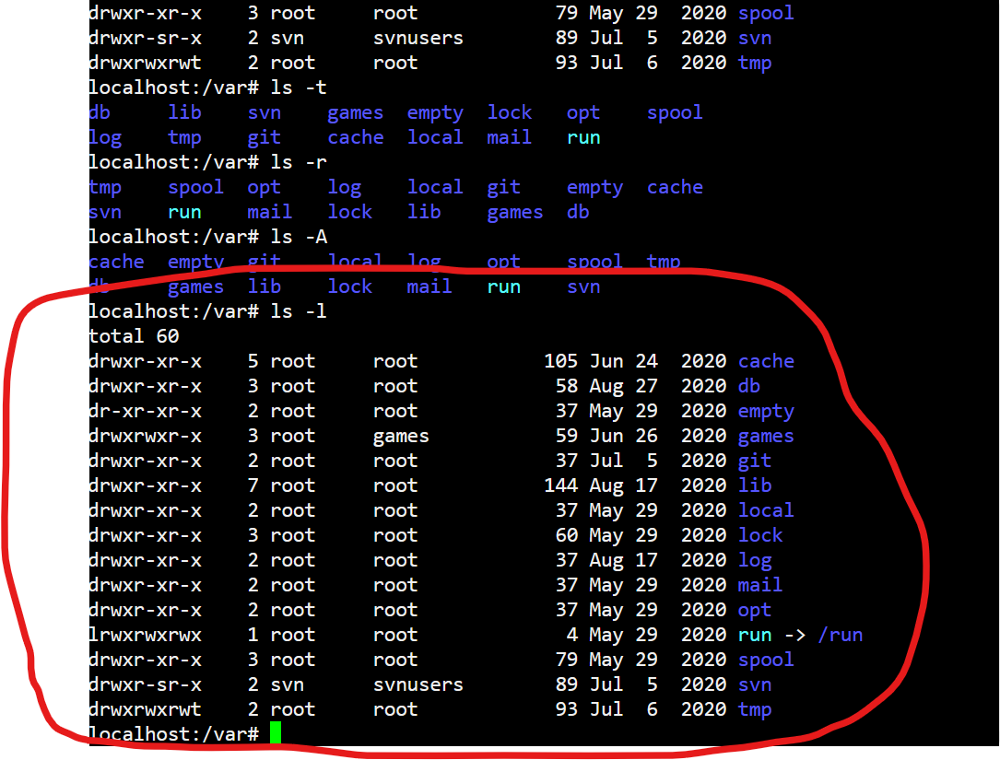 drwxr-xr-x    3 root     root            79 May 29  2020 spool
drwxr-sr-x    2 svn      svnusers        89 Jul  5  2020 svn
drwxrwxrwt    2 root     root            93 Jul  6  2020 tmp
localhost:/var# ls -t
db     lib    svn    games  empty  lock   opt    spool
log    tmp    git    cache  local  mail   run
localhost:/var# ls -r
tmp    spool  opt    log    local  git    empty  cache
svn    run    mail   lock   lib    games  db
localhost:/var# ls -A
cache  empty  git    local  log    opt    spool  tmp
db     games  lib    lock   mail   run    svn
localhost:/var# ls -l
total 60
drwxr-xr-x    5 root     root           105 Jun 24  2020 cache
drwxr-xr-x    3 root     root            58 Aug 27  2020 db
dr-xr-xr-x    2 root     root            37 May 29  2020 empty
drwxrwxr-x    3 root     games           59 Jun 26  2020 games
drwxr-xr-x    2 root     root            37 Jul  5  2020 git
drwxr-xr-x    7 root     root           144 Aug 17  2020 lib
drwxr-xr-x    2 root     root            37 May 29  2020 local
drwxr-xr-x    3 root     root            60 May 29  2020 lock
drwxr-xr-x    2 root     root            37 Aug 17  2020 log
drwxr-xr-x    2 root     root            37 May 29  2020 mail
drwxr-xr-x    2 root     root            37 May 29  2020 opt
lrwxrwxrwx    1 root     root             4 May 29  2020 run -> /run
drwxr-xr-x    3 root     root            79 May 29  2020 spool
drwxr-sr-x    2 svn      svnusers        89 Jul  5  2020 svn
drwxrwxrwt    2 root     root            93 Jul  6  2020 tmp
localhost:/var#